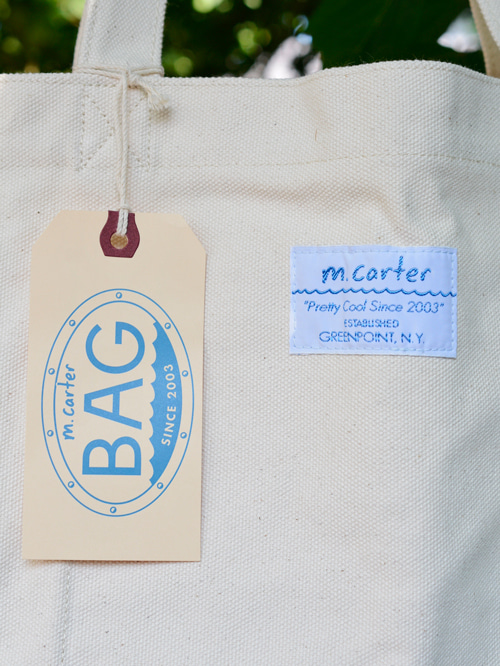 m.carter
BAG
SINCE 2003
m.carter
"Pretty Cool Since 2003"
ESTABLISHED
GREENPOINT, N.Y.